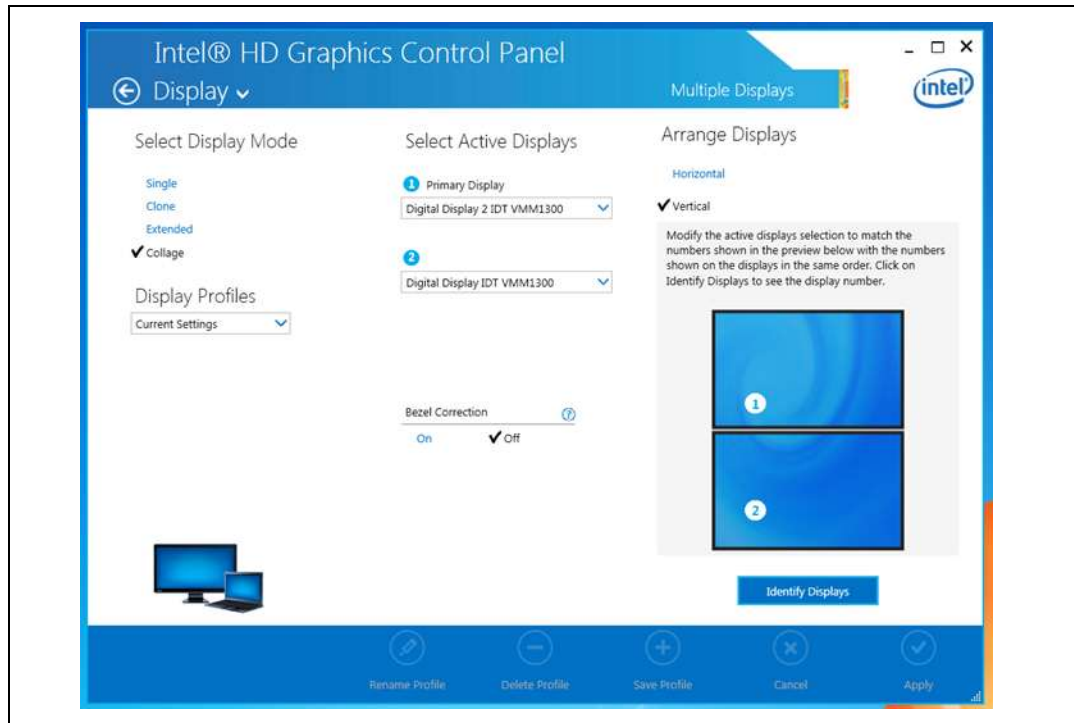 Intel® HD Graphics Control Panel
Display
Multiple Displays
intel
Select Display Mode
Single
Clone
Extended
Collage
Display Profiles
Current Settings
Select Active Displays
1 Primary Display
Digital Display 2 IDT VMM1300
2
Digital Display IDT VMM1300
Bezel Correction ?
On Off
Arrange Displays
Horizontal
Vertical
Modify the active displays selection to match the
numbers shown in the preview below with the numbers
shown on the displays in the same order. Click on
Identify Displays to see the display number.
1
2
Identify Displays
Rename Profile Delete Profile Save Profile Cancel Apply